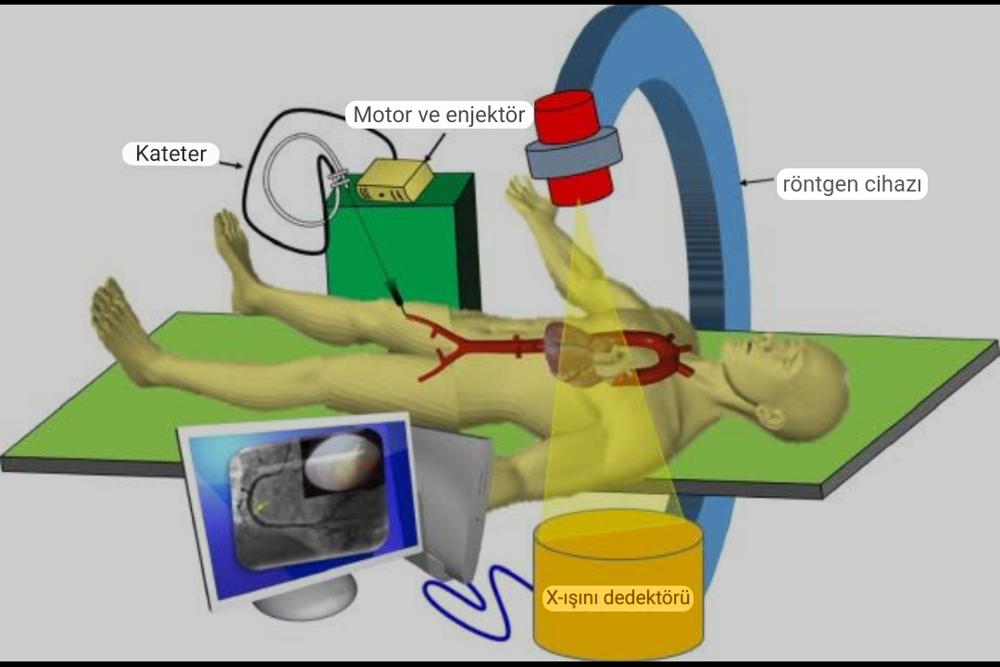 Motor ve enjektör
Kateter
röntgen cihazı
X-ışını dedektörü